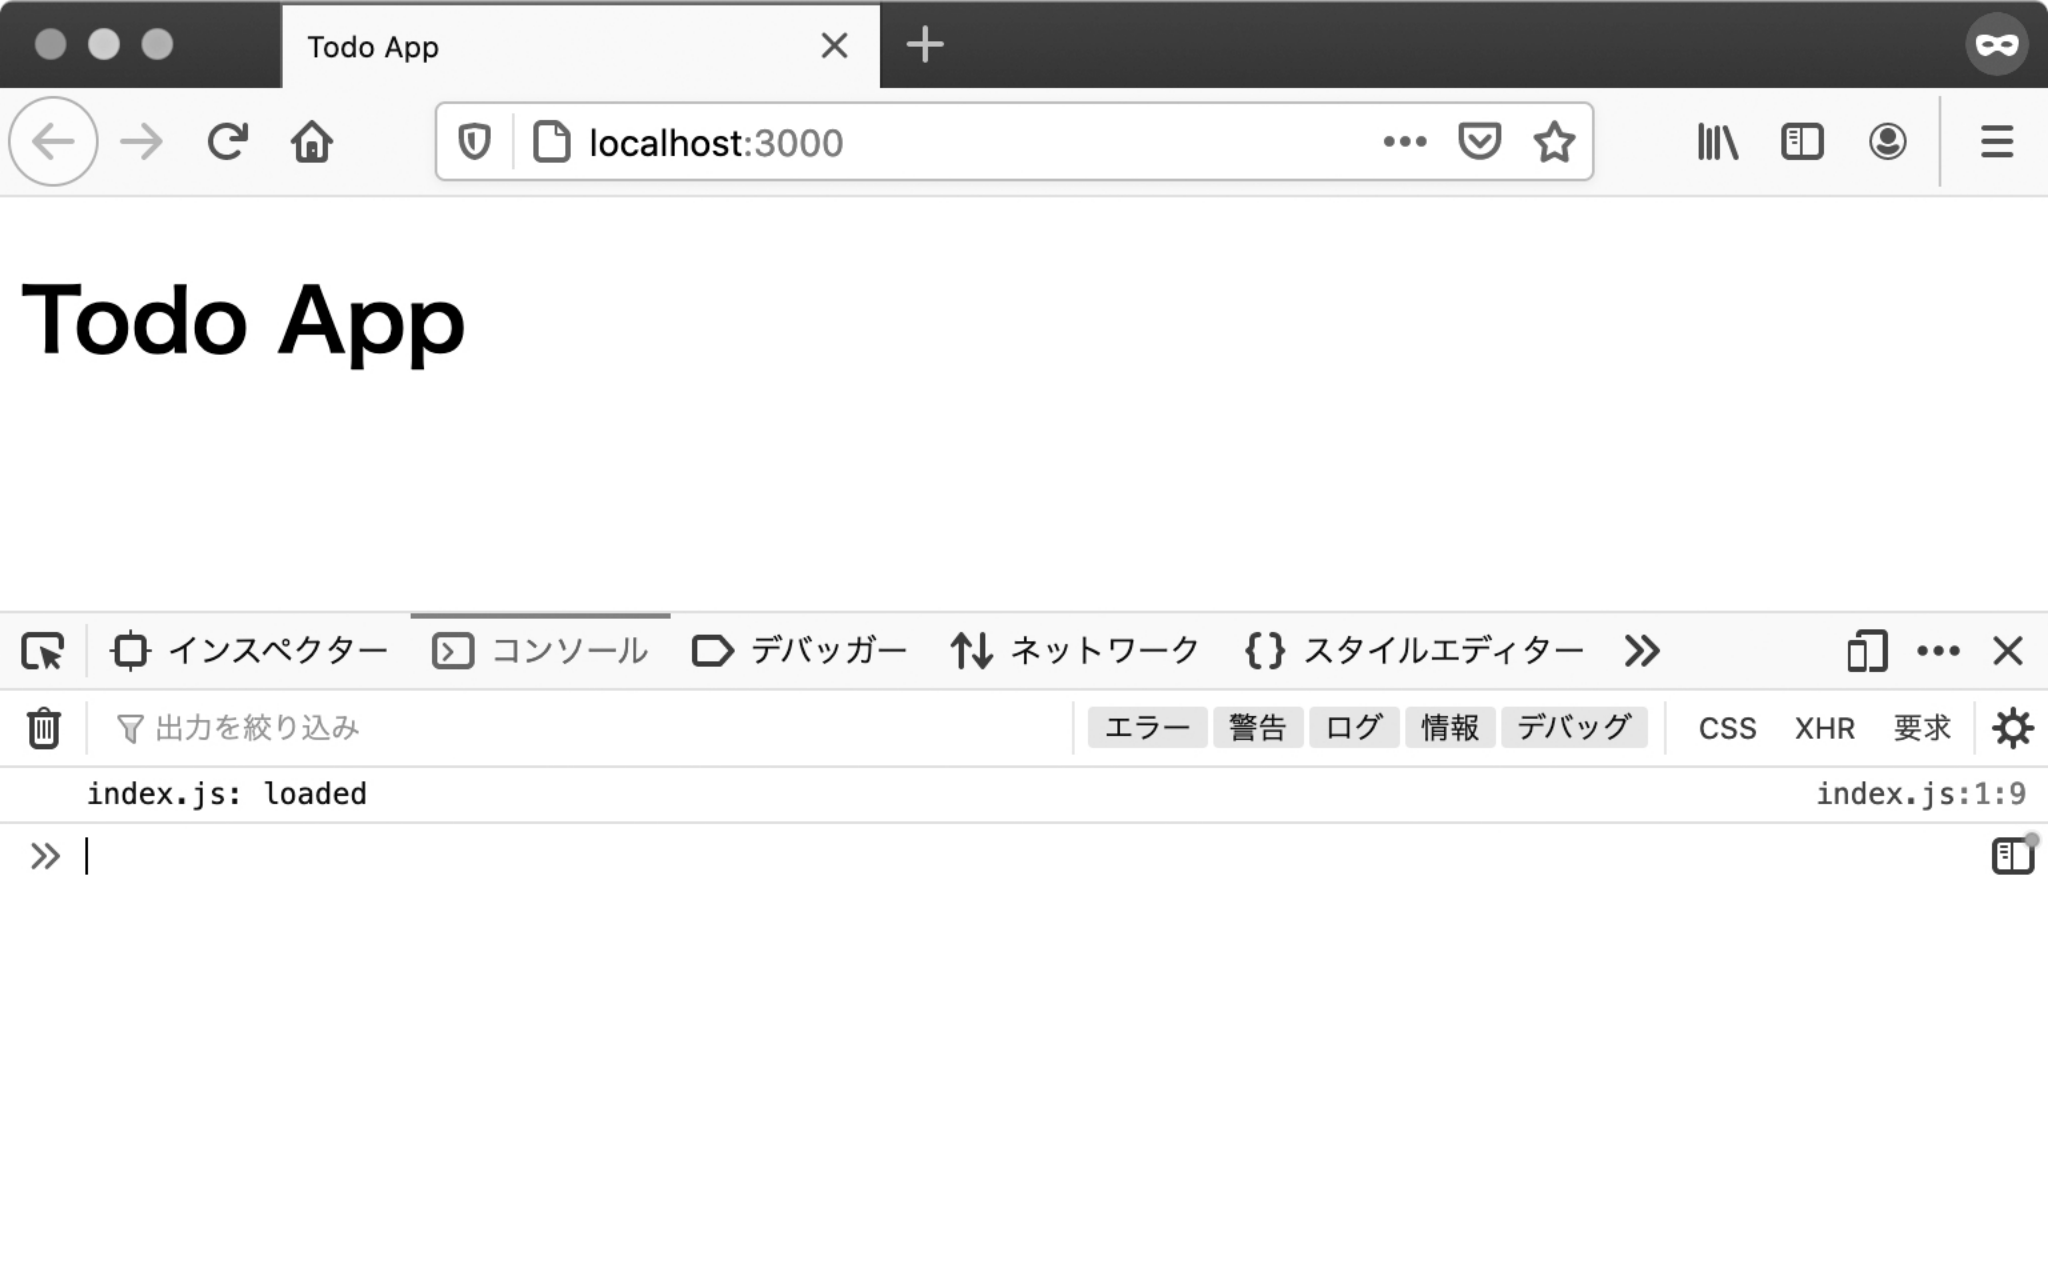 Todo App
localhost:3000
Todo App
インスペクター コンソール デバッガー ネットワーク スタイルエディター
出力を絞り込み エラー 警告 ログ 情報 デバッグ CSS XHR 要求
index.js: loaded index.js:1:9